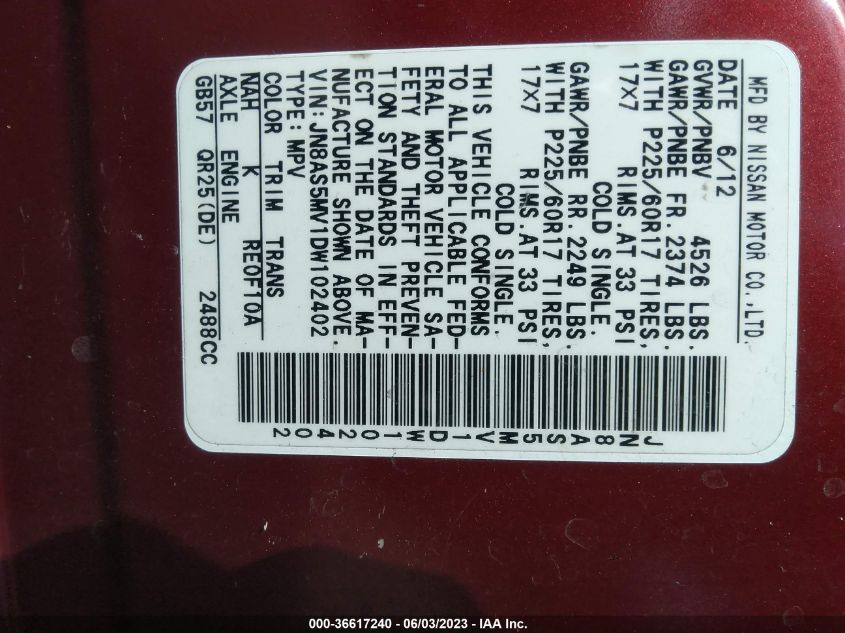 MFD BY NISSAN MOTOR CO.,LTD.
DATE 6/12
GVWR/PNBV 4526 LBS.
GAWR/PNBE FR. 2374 LBS.
WITH P225/60R17 TIRES,
17X7 RIMS.AT 33 PSI
COLD SINGLE.
GAWR/PNBE RR. 2249 LBS.
WITH P225/60R17 TIRES,
17X7 RIMS.AT 33 PSI
COLD SINGLE.
THIS VEHICLE CONFORMS
TO ALL APPLICABLE FED-
ERAL MOTOR VEHICLE SA-
FETY AND THEFT PREVEN-
TION STANDARDS IN EFF-
ECT ON THE DATE OF MA-
NUFACTURE SHOWN ABOVE.
VIN:JN8AS5MV1DW102402
TYPE:MPV
COLOR TRIM TRANS
NAH K RE0F10A
AXLE ENGINE
GB57 QR25(DE) 2488CC
JN8AS5MV1DW102402
000-36617240 - 06/03/2023 - IAA Inc.